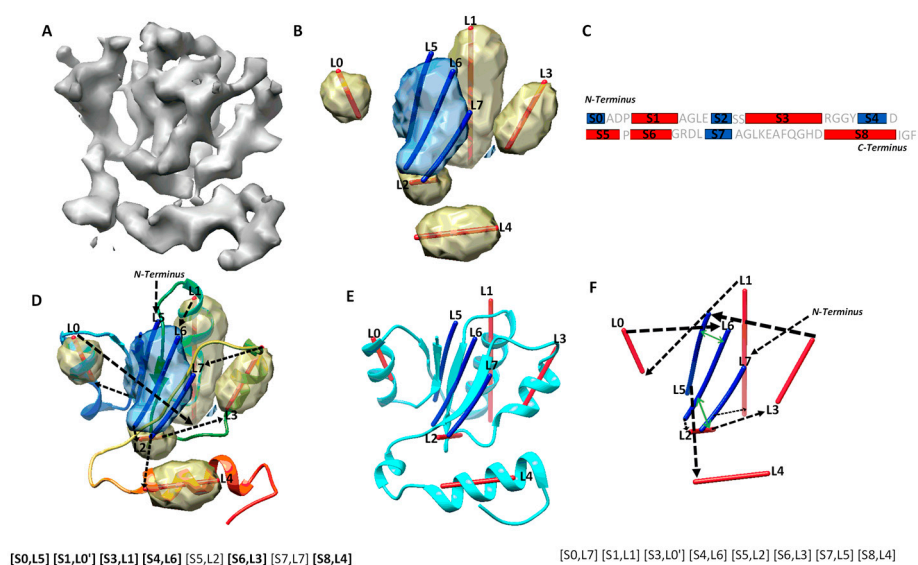 A
B
L1
L5
L0
L6
L3
L7
L2
L4
C
N-Terminus
S0 ADP S1 AGLE S2 SS S3 RGGY S4 D
S5 P S6 GRDL S7 AGLKEAFQGHD S8 IGF
C-Terminus
D
N-Terminus
L1
L5
L0
L6
L7
L3
L2
L4
E
L1
L5
L0
L6
L3
L7
L2
L4
F
L1
N-Terminus
L0
L6
L7
L5
L3
L2
L4
[S0,L5] [S1,L0'] [S3,L1] [S4,L6] [S5,L2] [S6,L3] [S7,L7] [S8,L4]
[S0,L7] [S1,L1] [S3,L0'] [S4,L6] [S5,L2] [S6,L3] [S7,L5] [S8,L4]